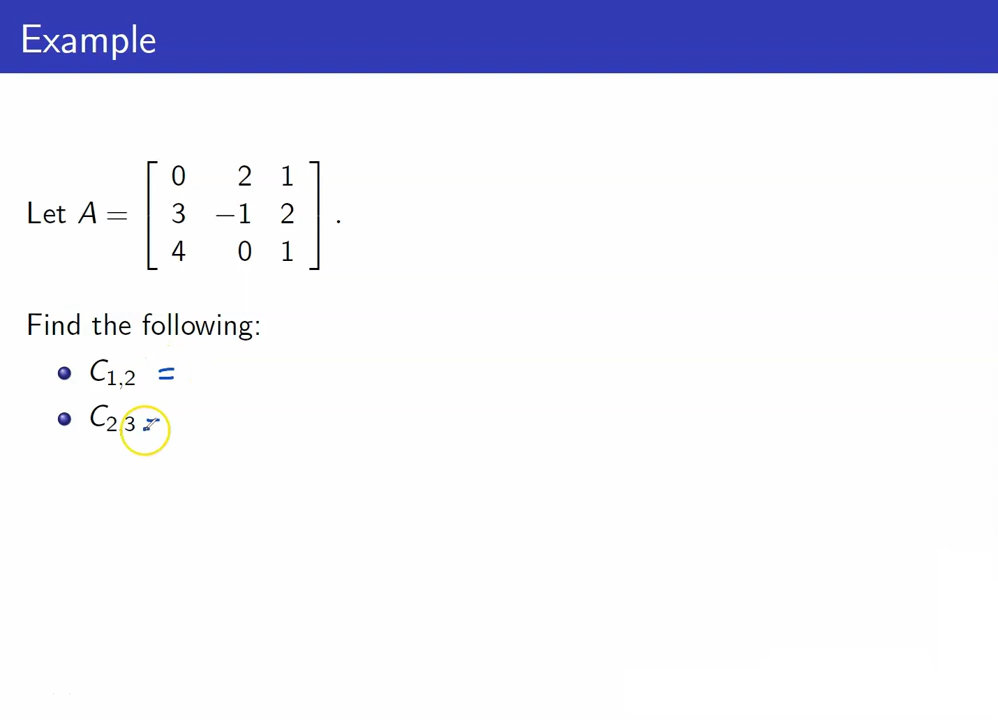 Example
Let A = [ 0 2 1
3 −1 2
4 0 1 ] .
Find the following:
C1,2 =
C2,3 =